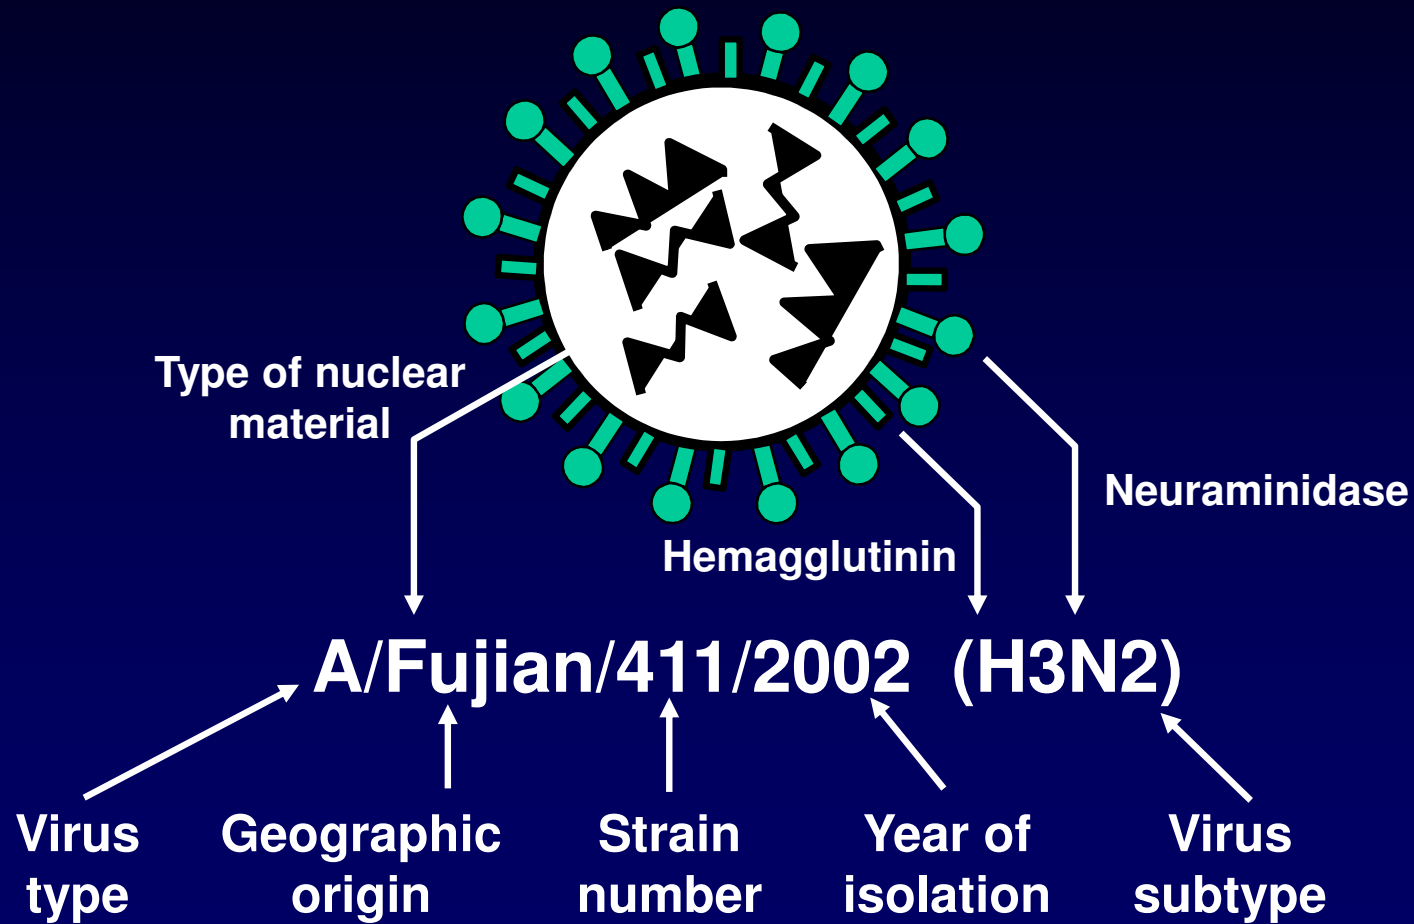 Type of nuclear
material
Neuraminidase
Hemagglutinin
A/Fujian/411/2002 (H3N2)
Virus
type
Geographic
origin
Strain
number
Year of
isolation
Virus
subtype